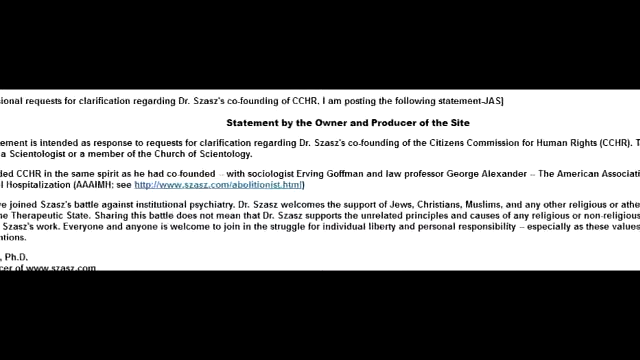 sional requests for clarification regarding Dr. Szasz's co-founding of CCHR, I am posting the following statement-JAS]
Statement by the Owner and Producer of the Site
ement is intended as response to requests for clarification regarding Dr. Szasz's co-founding of the Citizens Commission for Human Rights (CCHR). T
a Scientologist or a member of the Church of Scientology.
ded CCHR in the same spirit as he had co-founded – with sociologist Erving Goffman and law professor George Alexander – The American Associati
l Hospitalization (AAAIMH: see http://www.szasz.com/abolitionist.html)
ve joined Szasz's battle against institutional psychiatry. Dr. Szasz welcomes the support of Jews, Christians, Muslims, and any other religious or athe
he Therapeutic State. Sharing this battle does not mean that Dr. Szasz supports the unrelated principles and causes of any religious or non-religious
Szasz's work. Everyone and anyone is welcome to join in the struggle for individual liberty and personal responsibility – especially as these values
ntions.
, Ph.D.
cer of www.szasz.com